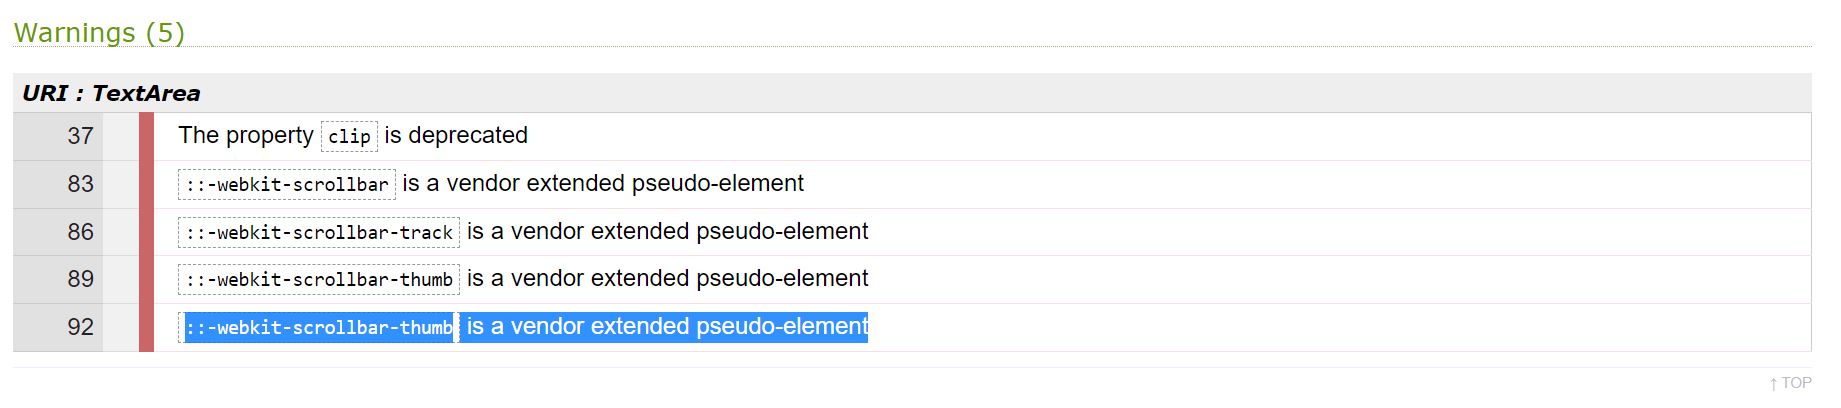 Warnings (5)
URI : TextArea
37 The property clip is deprecated
83 ::-webkit-scrollbar is a vendor extended pseudo-element
86 ::-webkit-scrollbar-track is a vendor extended pseudo-element
89 ::-webkit-scrollbar-thumb is a vendor extended pseudo-element
92 ::-webkit-scrollbar-thumb is a vendor extended pseudo-element
↑ TOP